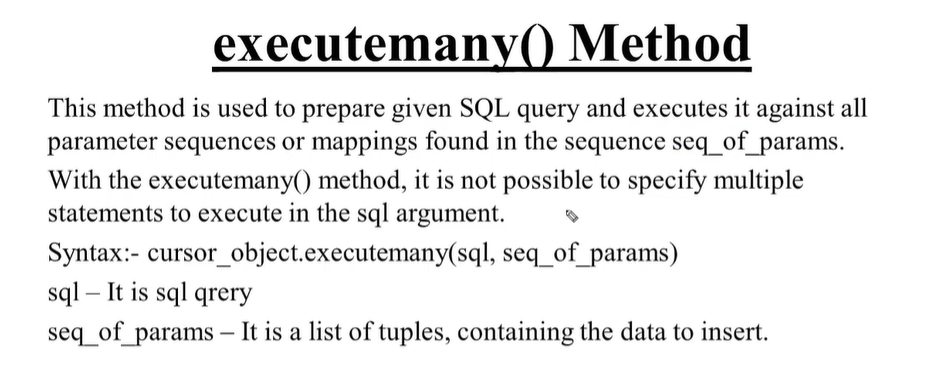 executemany() Method
This method is used to prepare given SQL query and executes it against all
parameter sequences or mappings found in the sequence seq_of_params.
With the executemany() method, it is not possible to specify multiple
statements to execute in the sql argument.
Syntax:- cursor_object.executemany(sql, seq_of_params)
sql – It is sql qrery
seq_of_params – It is a list of tuples, containing the data to insert.